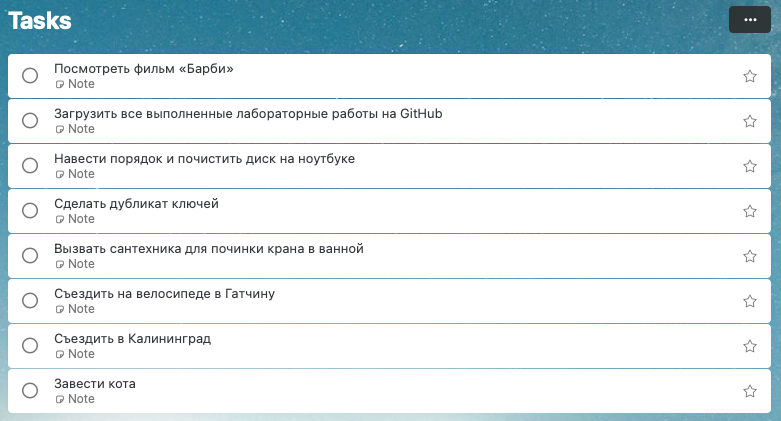 Tasks
Посмотреть фильм «Барби»
Note
Загрузить все выполненные лабораторные работы на GitHub
Note
Навести порядок и почистить диск на ноутбуке
Note
Сделать дубликат ключей
Note
Вызвать сантехника для починки крана в ванной
Note
Съездить на велосипеде в Гатчину
Note
Съездить в Калининград
Note
Завести кота
Note